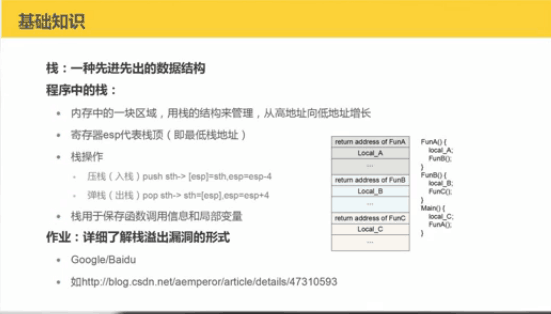 基础知识
栈：一种先进先出的数据结构
程序中的栈：
• 内存中的一块区域，用栈的结构来管理，从高地址向低地址增长
• 寄存器esp代表栈顶（即最低栈地址）
• 栈操作
• 压栈（入栈）push sth-> [esp]=sth,esp=esp-4
• 弹栈（出栈）pop sth-> sth=[esp],esp=esp+4
• 栈用于保存函数调用信息和局部变量
作业：详细了解栈溢出漏洞的形式
• Google/Baidu
• 如http://blog.csdn.net/aemperor/article/details/47310593
return address of FunA
Local_A
...
return address of FunB
Local_B
...
return address of FunC
Local_C
...
FunA() {
local_A;
FunB();
}
FunB() {
local_B;
FunC();
}
Main() {
local_C;
FunA();
}